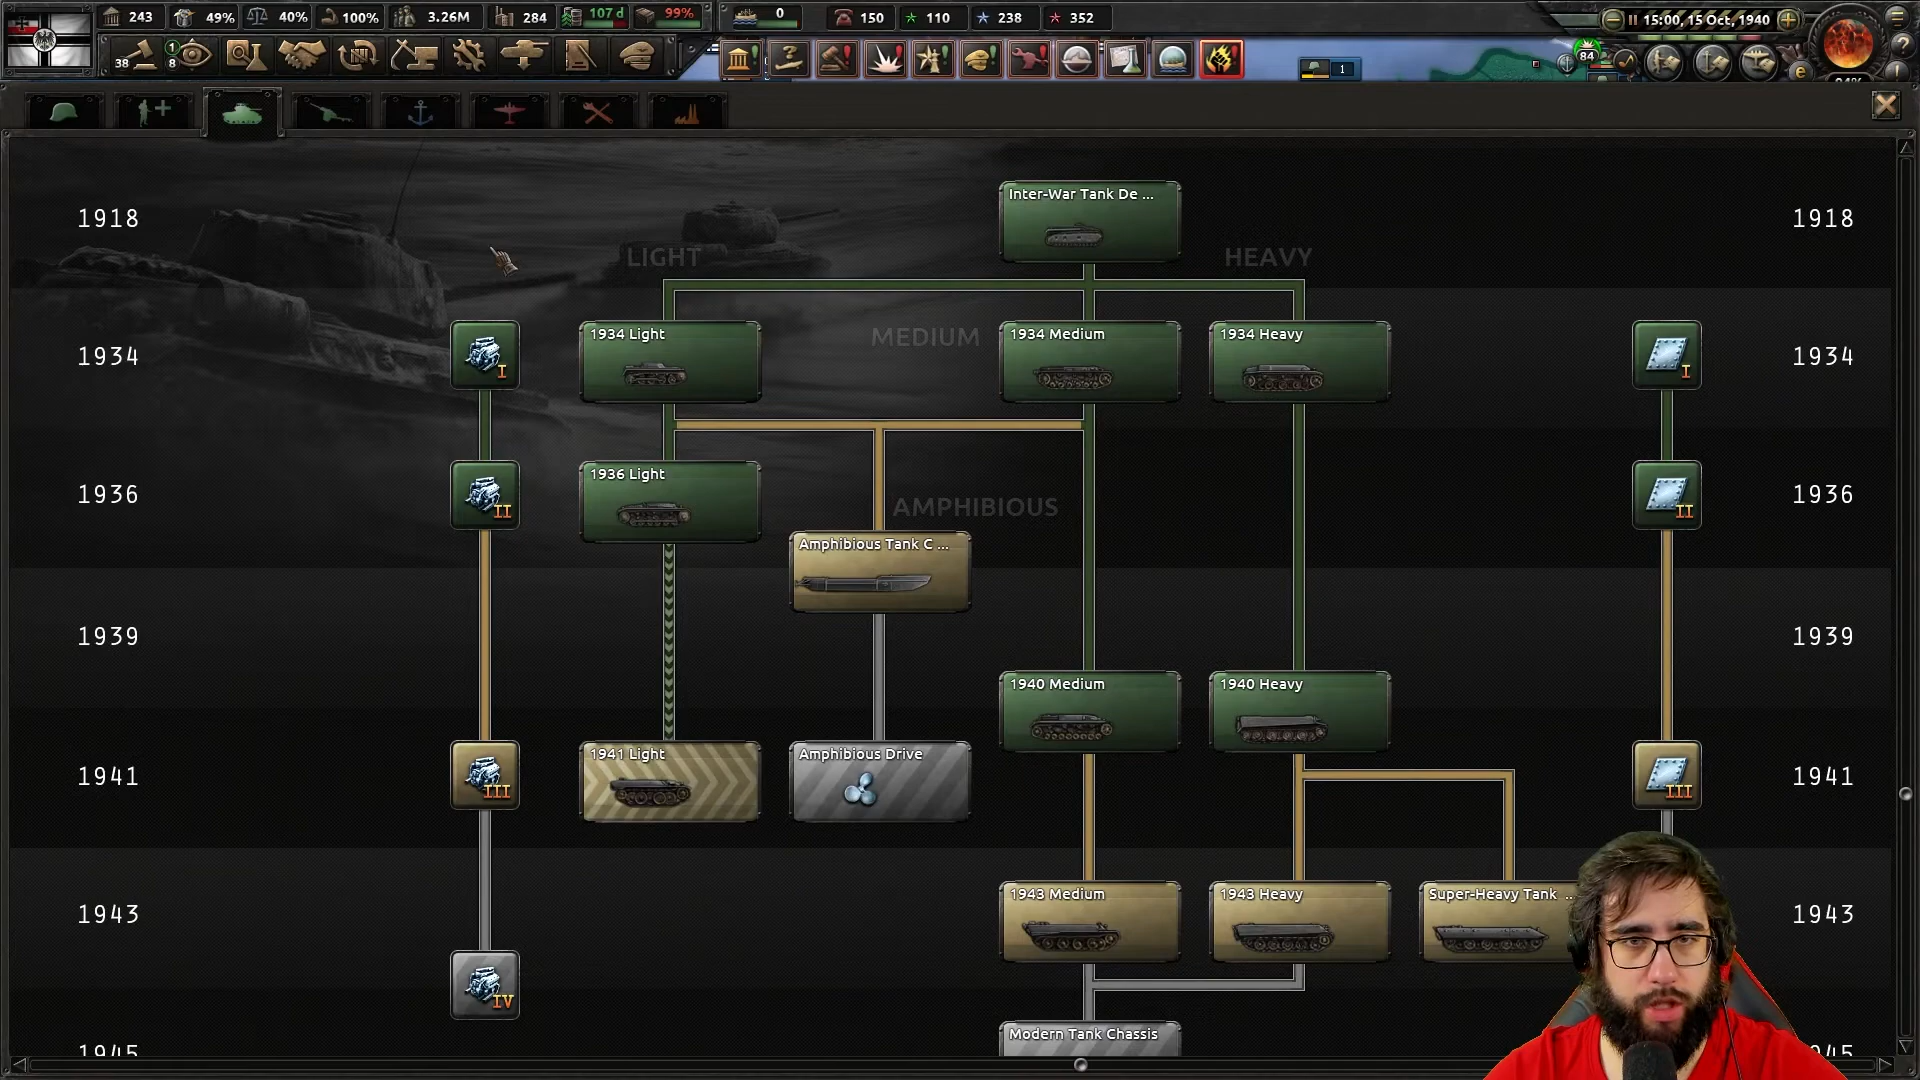 243 49% 40% 100% 3.26M 284 107 d 99% 0 150 110 238 352 15:00, 15 Oct, 1940
38 1 8 1 84 e
1918 Inter-War Tank De ... 1918
LIGHT HEAVY
1934 I 1934 Light MEDIUM 1934 Medium 1934 Heavy I 1934
1936 II 1936 Light II 1936
AMPHIBIOUS
Amphibious Tank C ...
1939 1939
1940 Medium 1940 Heavy
1941 III 1941 Light Amphibious Drive III 1941
1943 1943 Medium 1943 Heavy Super-Heavy Tank ... 1943
IV
1945 Modern Tank Chassis